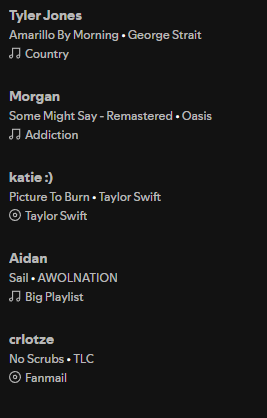 Tyler Jones
Amarillo By Morning • George Strait
Country
Morgan
Some Might Say - Remastered • Oasis
Addiction
katie :)
Picture To Burn • Taylor Swift
Taylor Swift
Aidan
Sail • AWOLNATION
Big Playlist
crlotze
No Scrubs • TLC
Fanmail